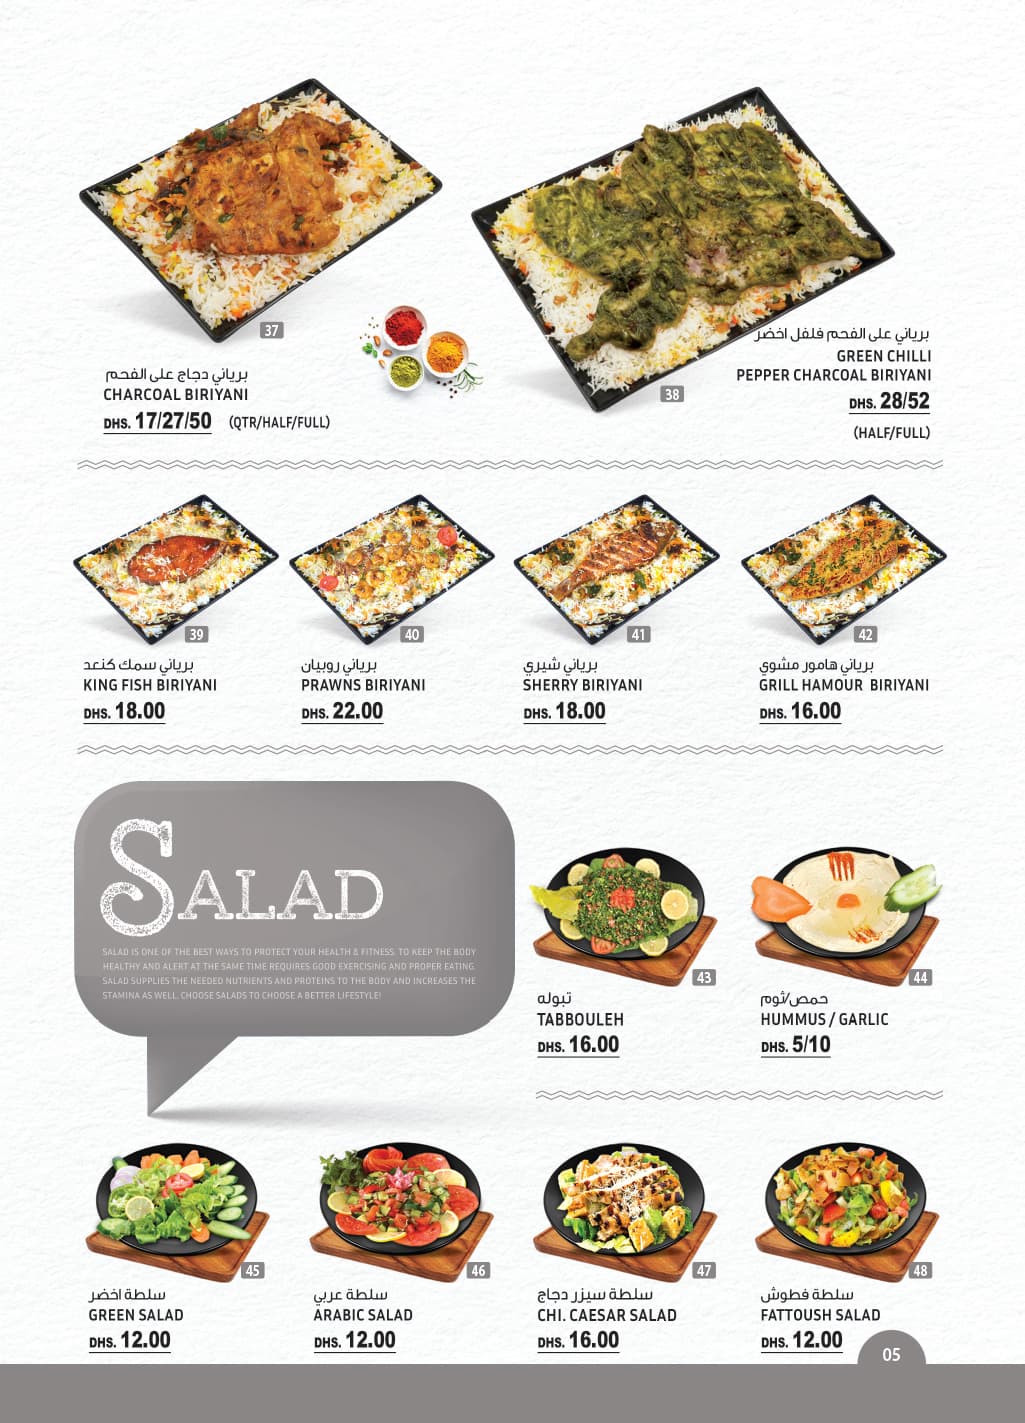 37
برياني دجاج على الفحم
CHARCOAL BIRIYANI
DHS. 17/27/50 (QTR/HALF/FULL)
برياني على الفحم فلفل اخضر
GREEN CHILLI
PEPPER CHARCOAL BIRIYANI
38
DHS. 28/52
(HALF/FULL)
39
برياني سمك كنعد
KING FISH BIRIYANI
DHS. 18.00
40
برياني روبيان
PRAWNS BIRIYANI
DHS. 22.00
41
برياني شيري
SHERRY BIRIYANI
DHS. 18.00
42
برياني هامور مشوي
GRILL HAMOUR BIRIYANI
DHS. 16.00
SALAD
SALAD IS ONE OF THE BEST WAYS TO PROTECT YOUR HEALTH & FITNESS. TO KEEP THE BODY
HEALTHY AND ALERT AT THE SAME TIME REQUIRES GOOD EXERCISING AND PROPER EATING.
SALAD SUPPLIES THE NEEDED NUTRIENTS AND PROTEINS TO THE BODY AND INCREASES THE
STAMINA AS WELL. CHOOSE SALADS TO CHOOSE A BETTER LIFESTYLE!
43
تبوله
TABBOULEH
DHS. 16.00
44
حمص/ثوم
HUMMUS / GARLIC
DHS. 5/10
45
سلطة اخضر
GREEN SALAD
DHS. 12.00
46
سلطة عربي
ARABIC SALAD
DHS. 12.00
47
سلطة سيزر دجاج
CHI. CAESAR SALAD
DHS. 16.00
48
سلطة فطوش
FATTOUSH SALAD
DHS. 12.00
05